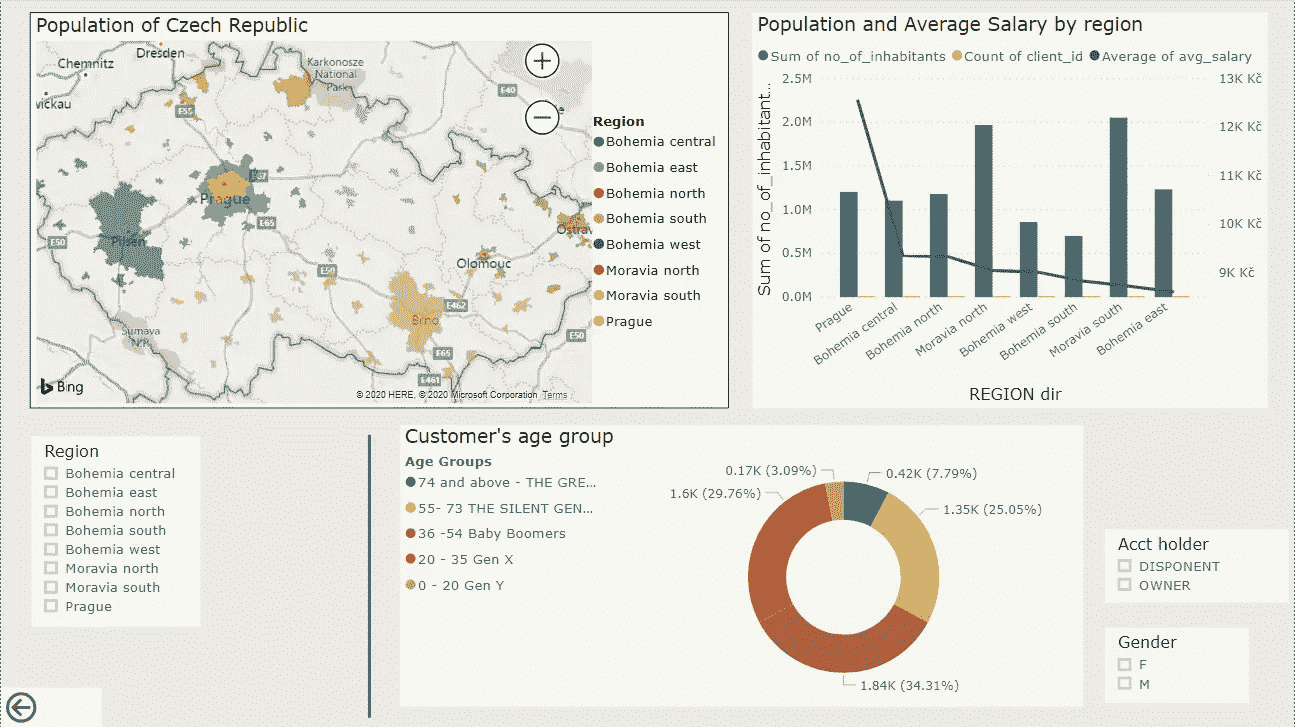 Population of Czech Republic
Dresden
Chemnitz
Karkonosze
National
Park
E40
E55
Prague
E67
E65
Pilsen
E50
E50
Olomouc
E462
Brno
E50
E65
E461
Šumava
N.P.
Bing
© 2020 HERE, © 2020 Microsoft Corporation Terms
Region
Bohemia central
Bohemia east
Bohemia north
Bohemia south
Bohemia west
Moravia north
Moravia south
Prague
Population and Average Salary by region
Sum of no_of_inhabitants Count of client_id Average of avg_salary
Sum of no_of_inhabitant...
2.5M
2.0M
1.5M
1.0M
0.5M
0.0M
13K Kč
12K Kč
11K Kč
10K Kč
9K Kč
Prague
Bohemia central
Bohemia north
Moravia north
Bohemia west
Bohemia south
Moravia south
Bohemia east
REGION dir
Region
Bohemia central
Bohemia east
Bohemia north
Bohemia south
Bohemia west
Moravia north
Moravia south
Prague
Customer's age group
Age Groups
74 and above - THE GRE...
55- 73 THE SILENT GEN...
36 -54 Baby Boomers
20 - 35 Gen X
0 - 20 Gen Y
0.17K (3.09%)
0.42K (7.79%)
1.6K (29.76%)
1.35K (25.05%)
1.84K (34.31%)
Acct holder
DISPONENT
OWNER
Gender
F
M